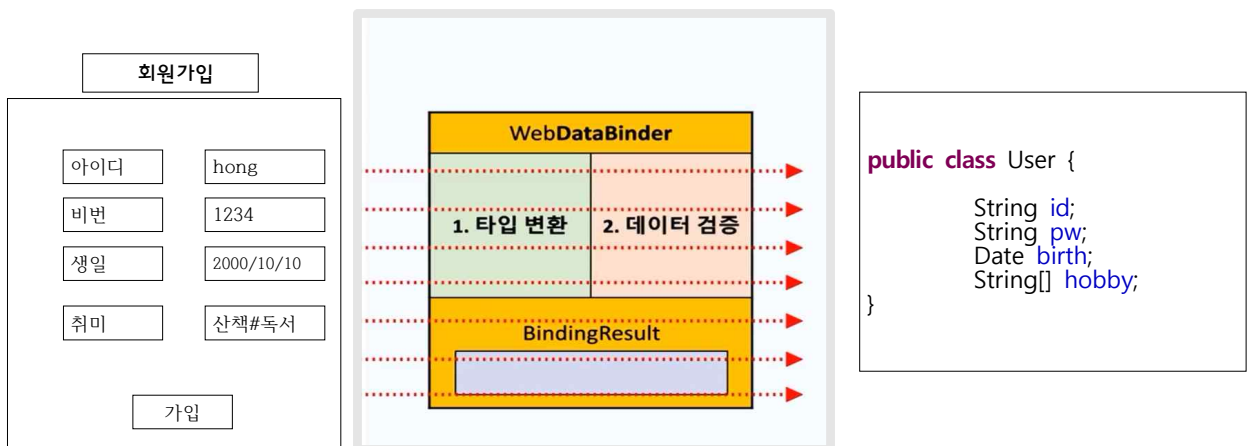 회원가입
아이디 hong
비번 1234
생일 2000/10/10
취미 산책#독서
가입
WebDataBinder
1. 타입 변환 2. 데이터 검증
BindingResult
public class User {
String id;
String pw;
Date birth;
String[] hobby;
}